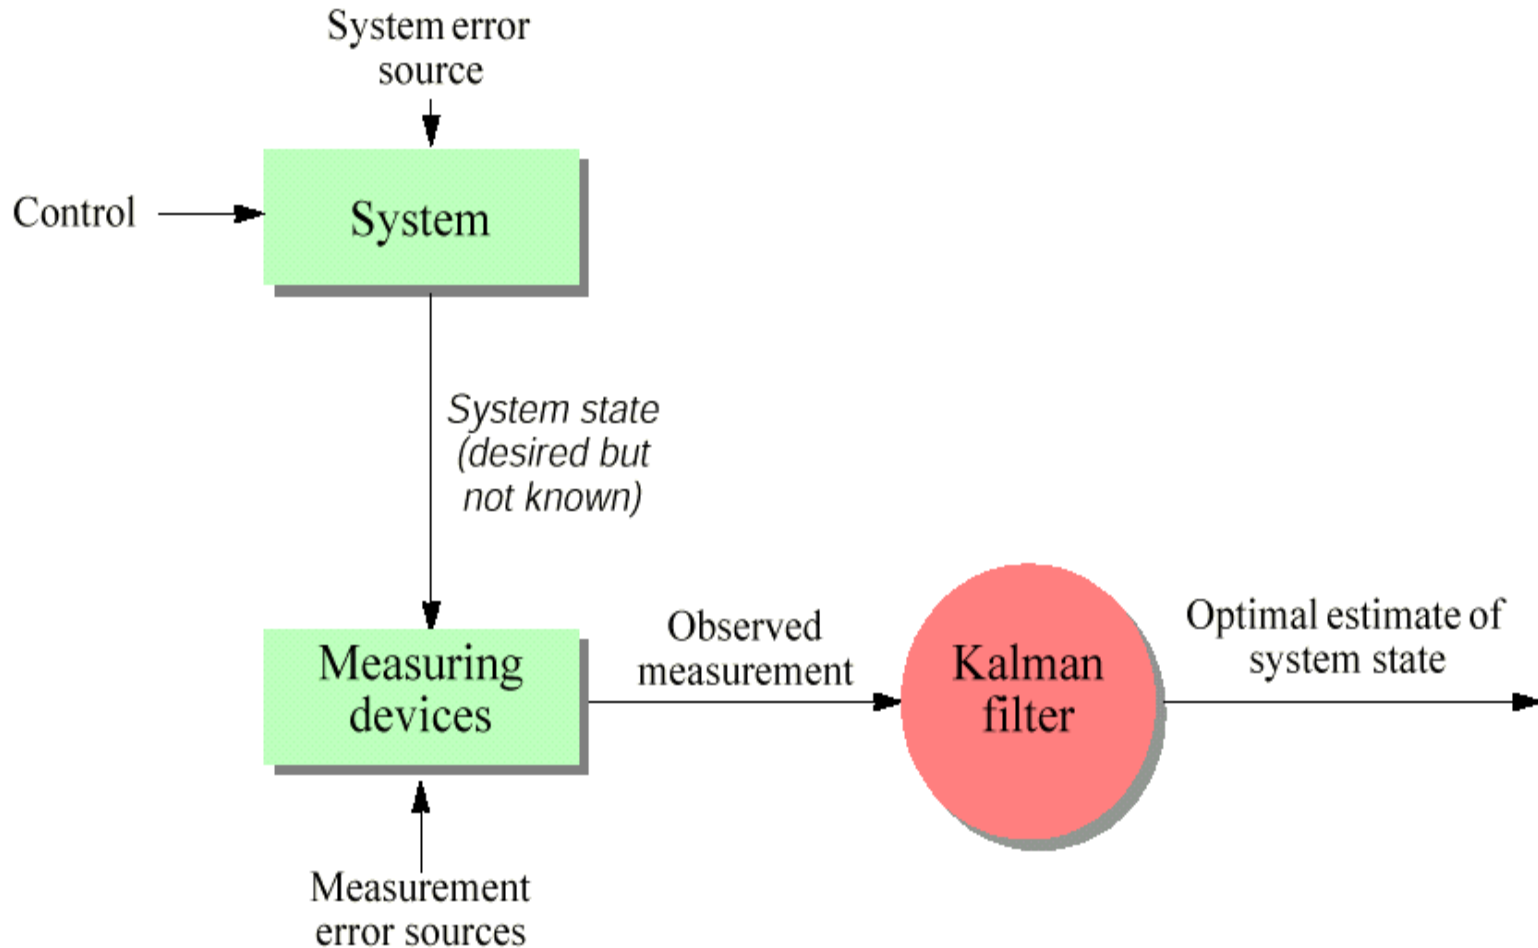 System error
source
Control
System
System state
(desired but
not known)
Measuring
devices
Observed
measurement
Kalman
filter
Optimal estimate of
system state
Measurement
error sources